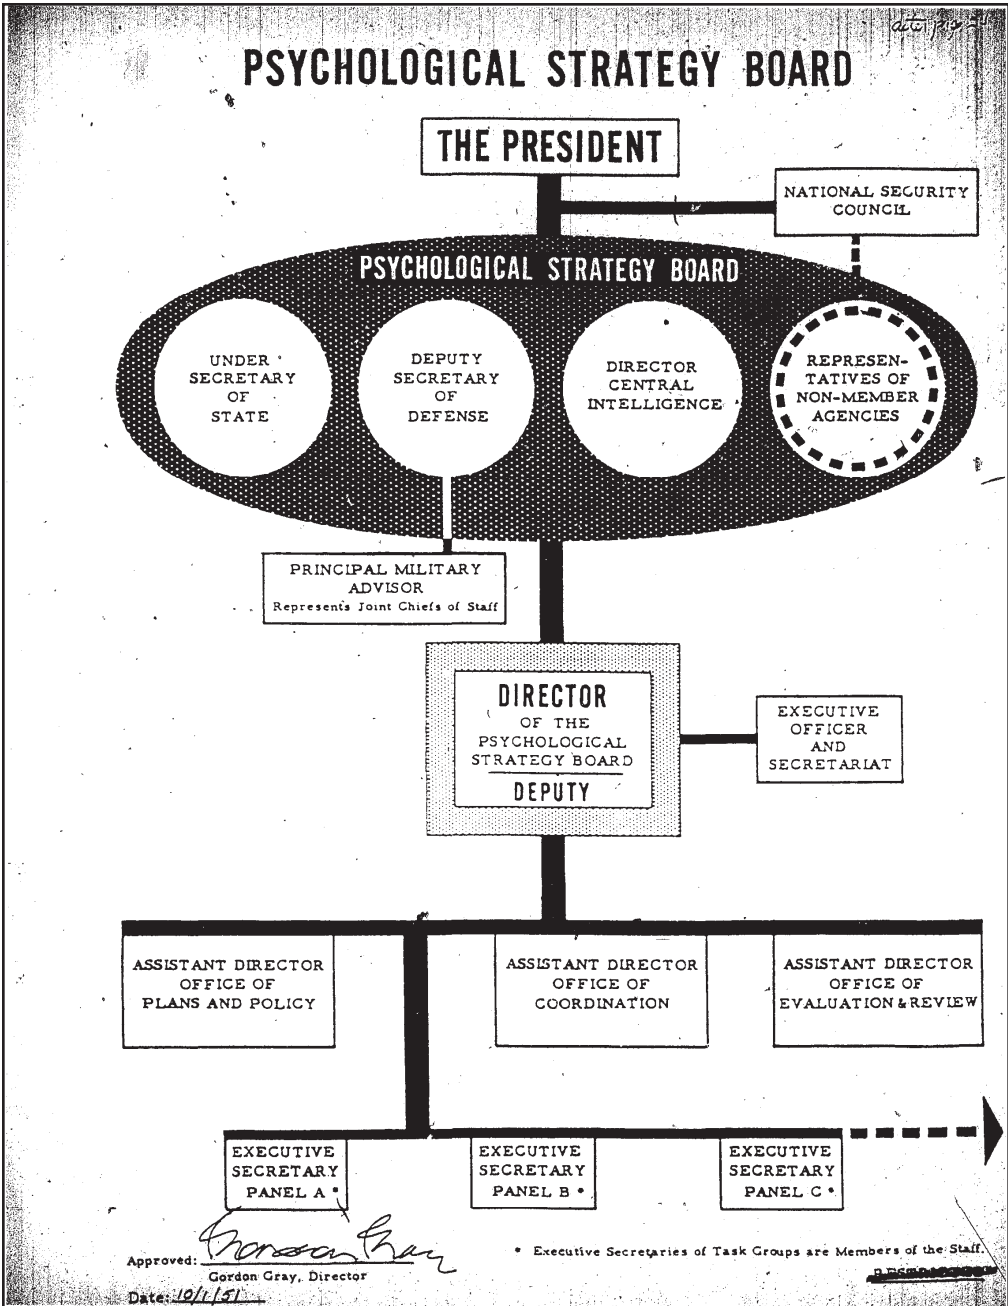 PSYCHOLOGICAL STRATEGY BOARD
THE PRESIDENT
NATIONAL SECURITY
COUNCIL
PSYCHOLOGICAL STRATEGY BOARD
UNDER
SECRETARY
OF
STATE
DEPUTY
SECRETARY
OF
DEFENSE
DIRECTOR
CENTRAL
INTELLIGENCE
REPRESEN-
TATIVES OF
NON-MEMBER
AGENCIES
PRINCIPAL MILITARY
ADVISOR
Represents Joint Chiefs of Staff
DIRECTOR
OF THE
PSYCHOLOGICAL
STRATEGY BOARD
DEPUTY
EXECUTIVE
OFFICER
AND
SECRETARIAT
ASSISTANT DIRECTOR
OFFICE OF
PLANS AND POLICY
ASSISTANT DIRECTOR
OFFICE OF
COORDINATION
ASSISTANT DIRECTOR
OFFICE OF
EVALUATION & REVIEW
EXECUTIVE
SECRETARY
PANEL A *
EXECUTIVE
SECRETARY
PANEL B *
EXECUTIVE
SECRETARY
PANEL C *
Approved:
Gordon Gray, Director
Date: 10/1/51
* Executive Secretaries of Task Groups are Members of the Staff.